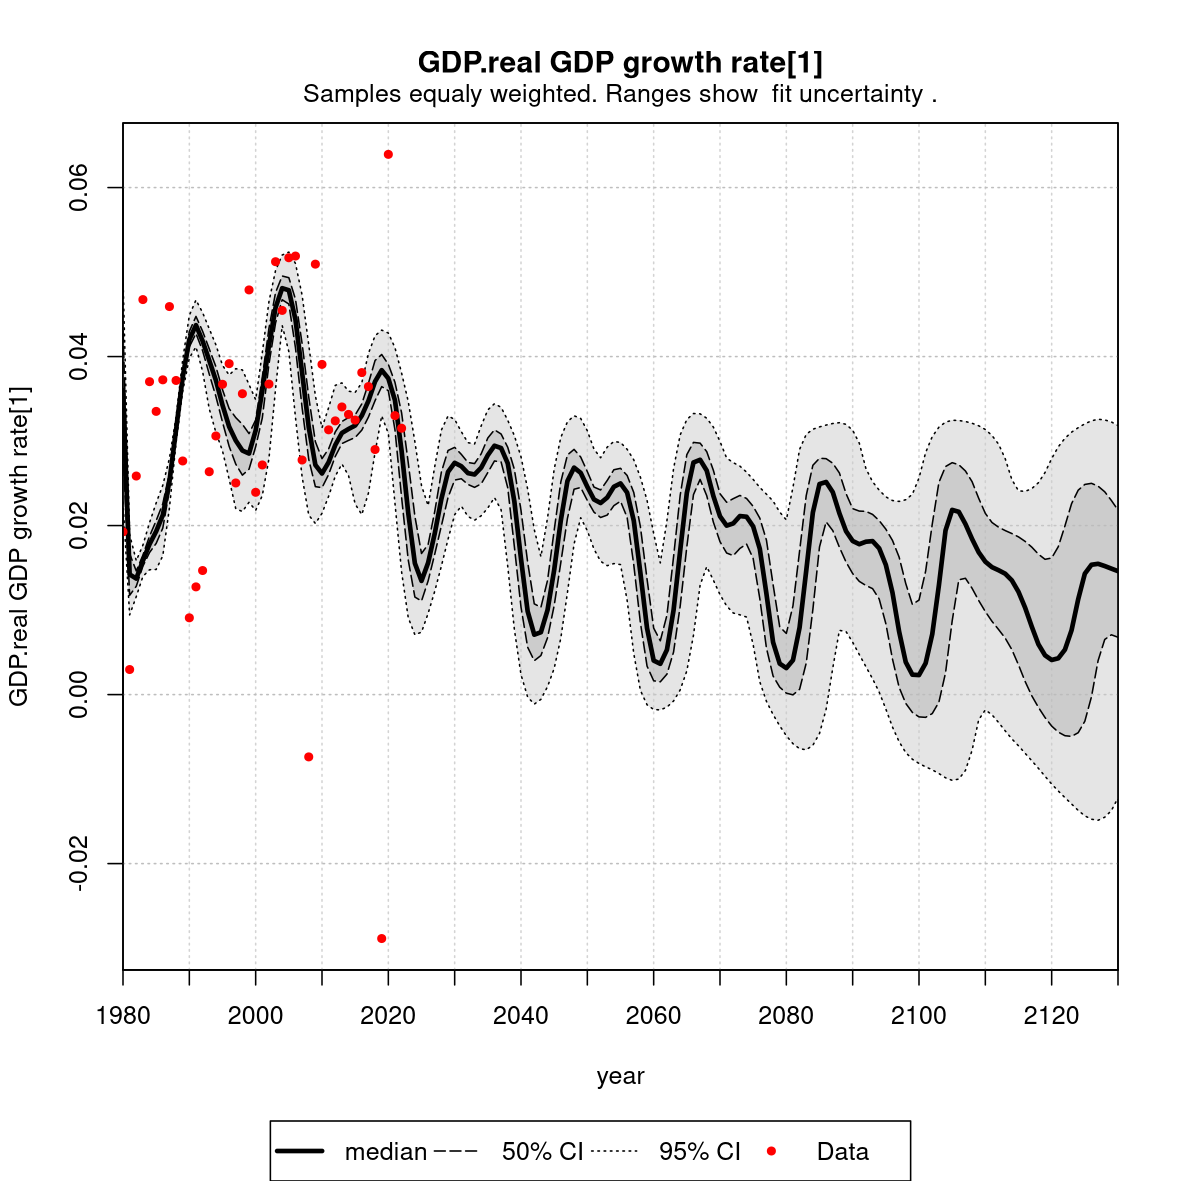 GDP.real GDP growth rate[1]
Samples equaly weighted. Ranges show  fit uncertainty .
GDP.real GDP growth rate[1]
0.06
0.04
0.02
0.00
-0.02
1980 2000 2020 2040 2060 2080 2100 2120
year
median 50% CI 95% CI Data